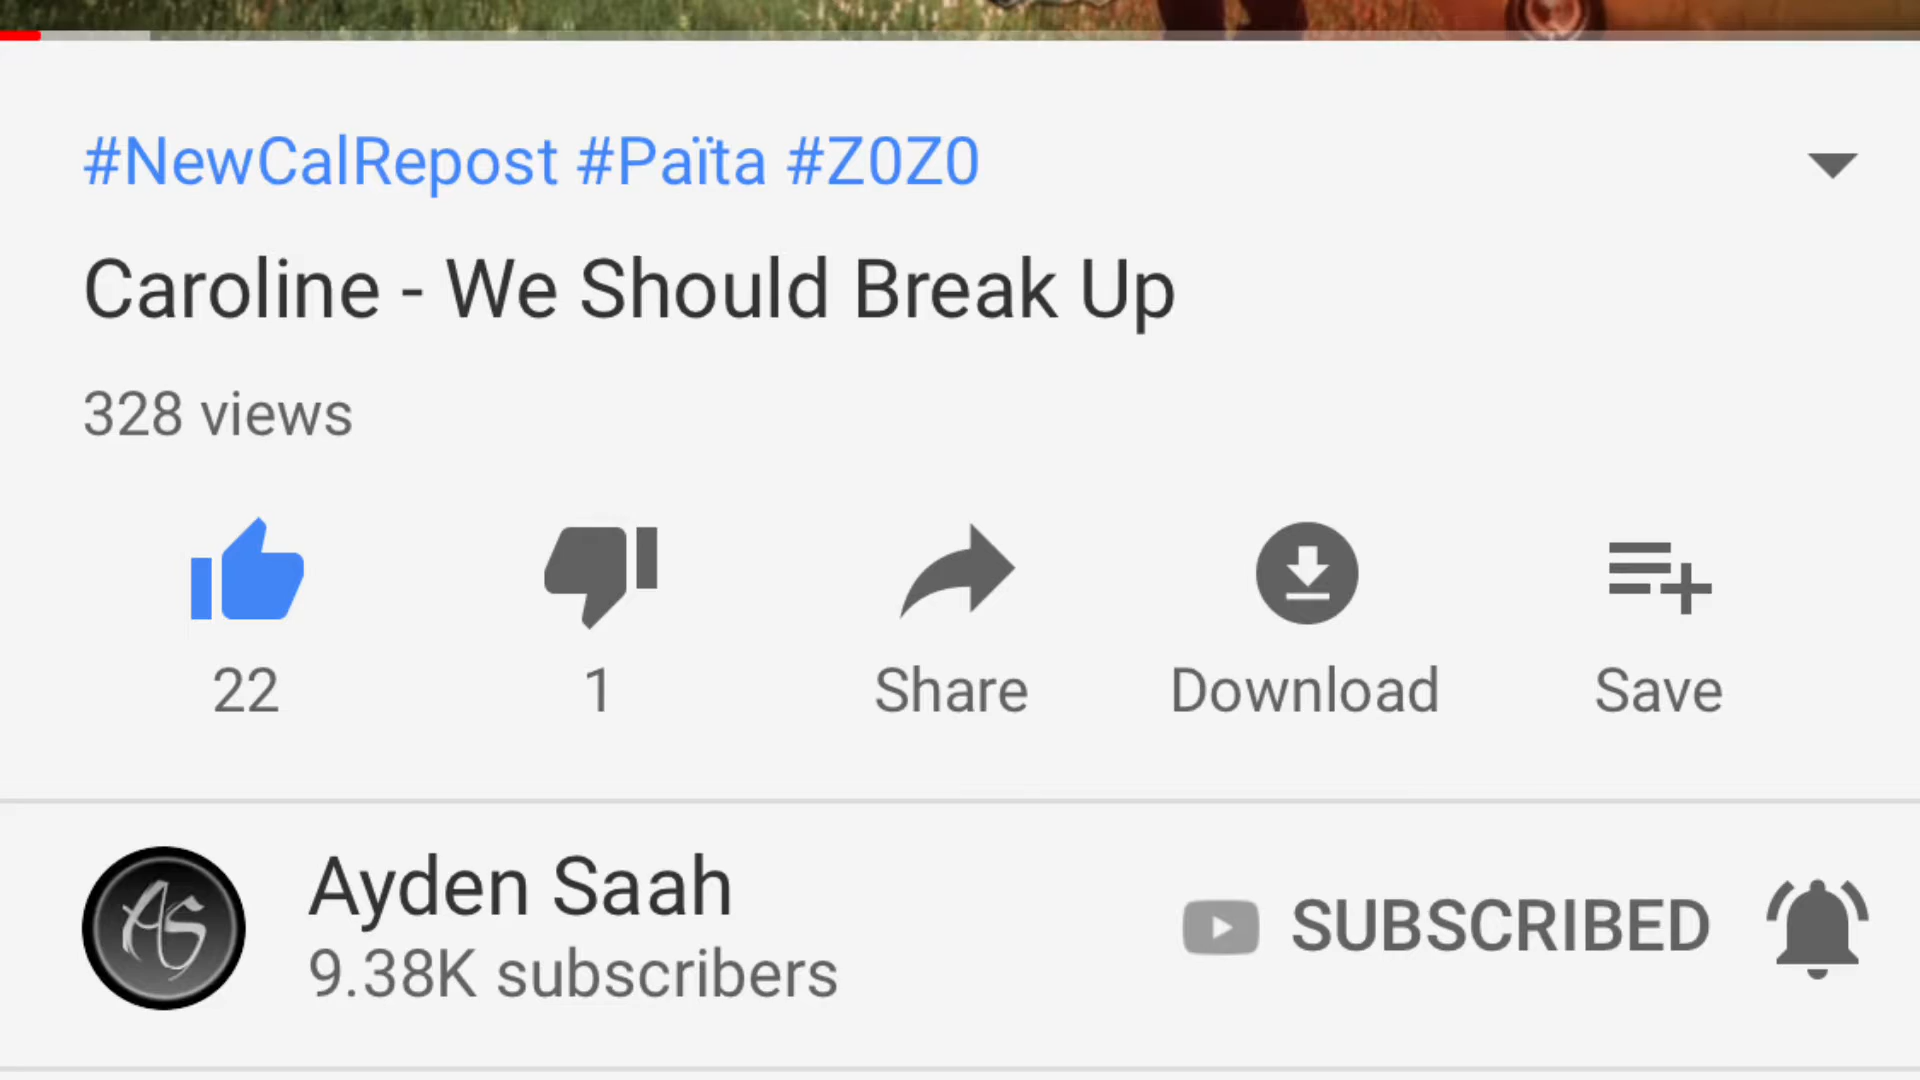 #NewCalRepost #Païta #Z0Z0
Caroline - We Should Break Up
328 views
22
1
Share
Download
Save
AS
Ayden Saah
9.38K subscribers
SUBSCRIBED